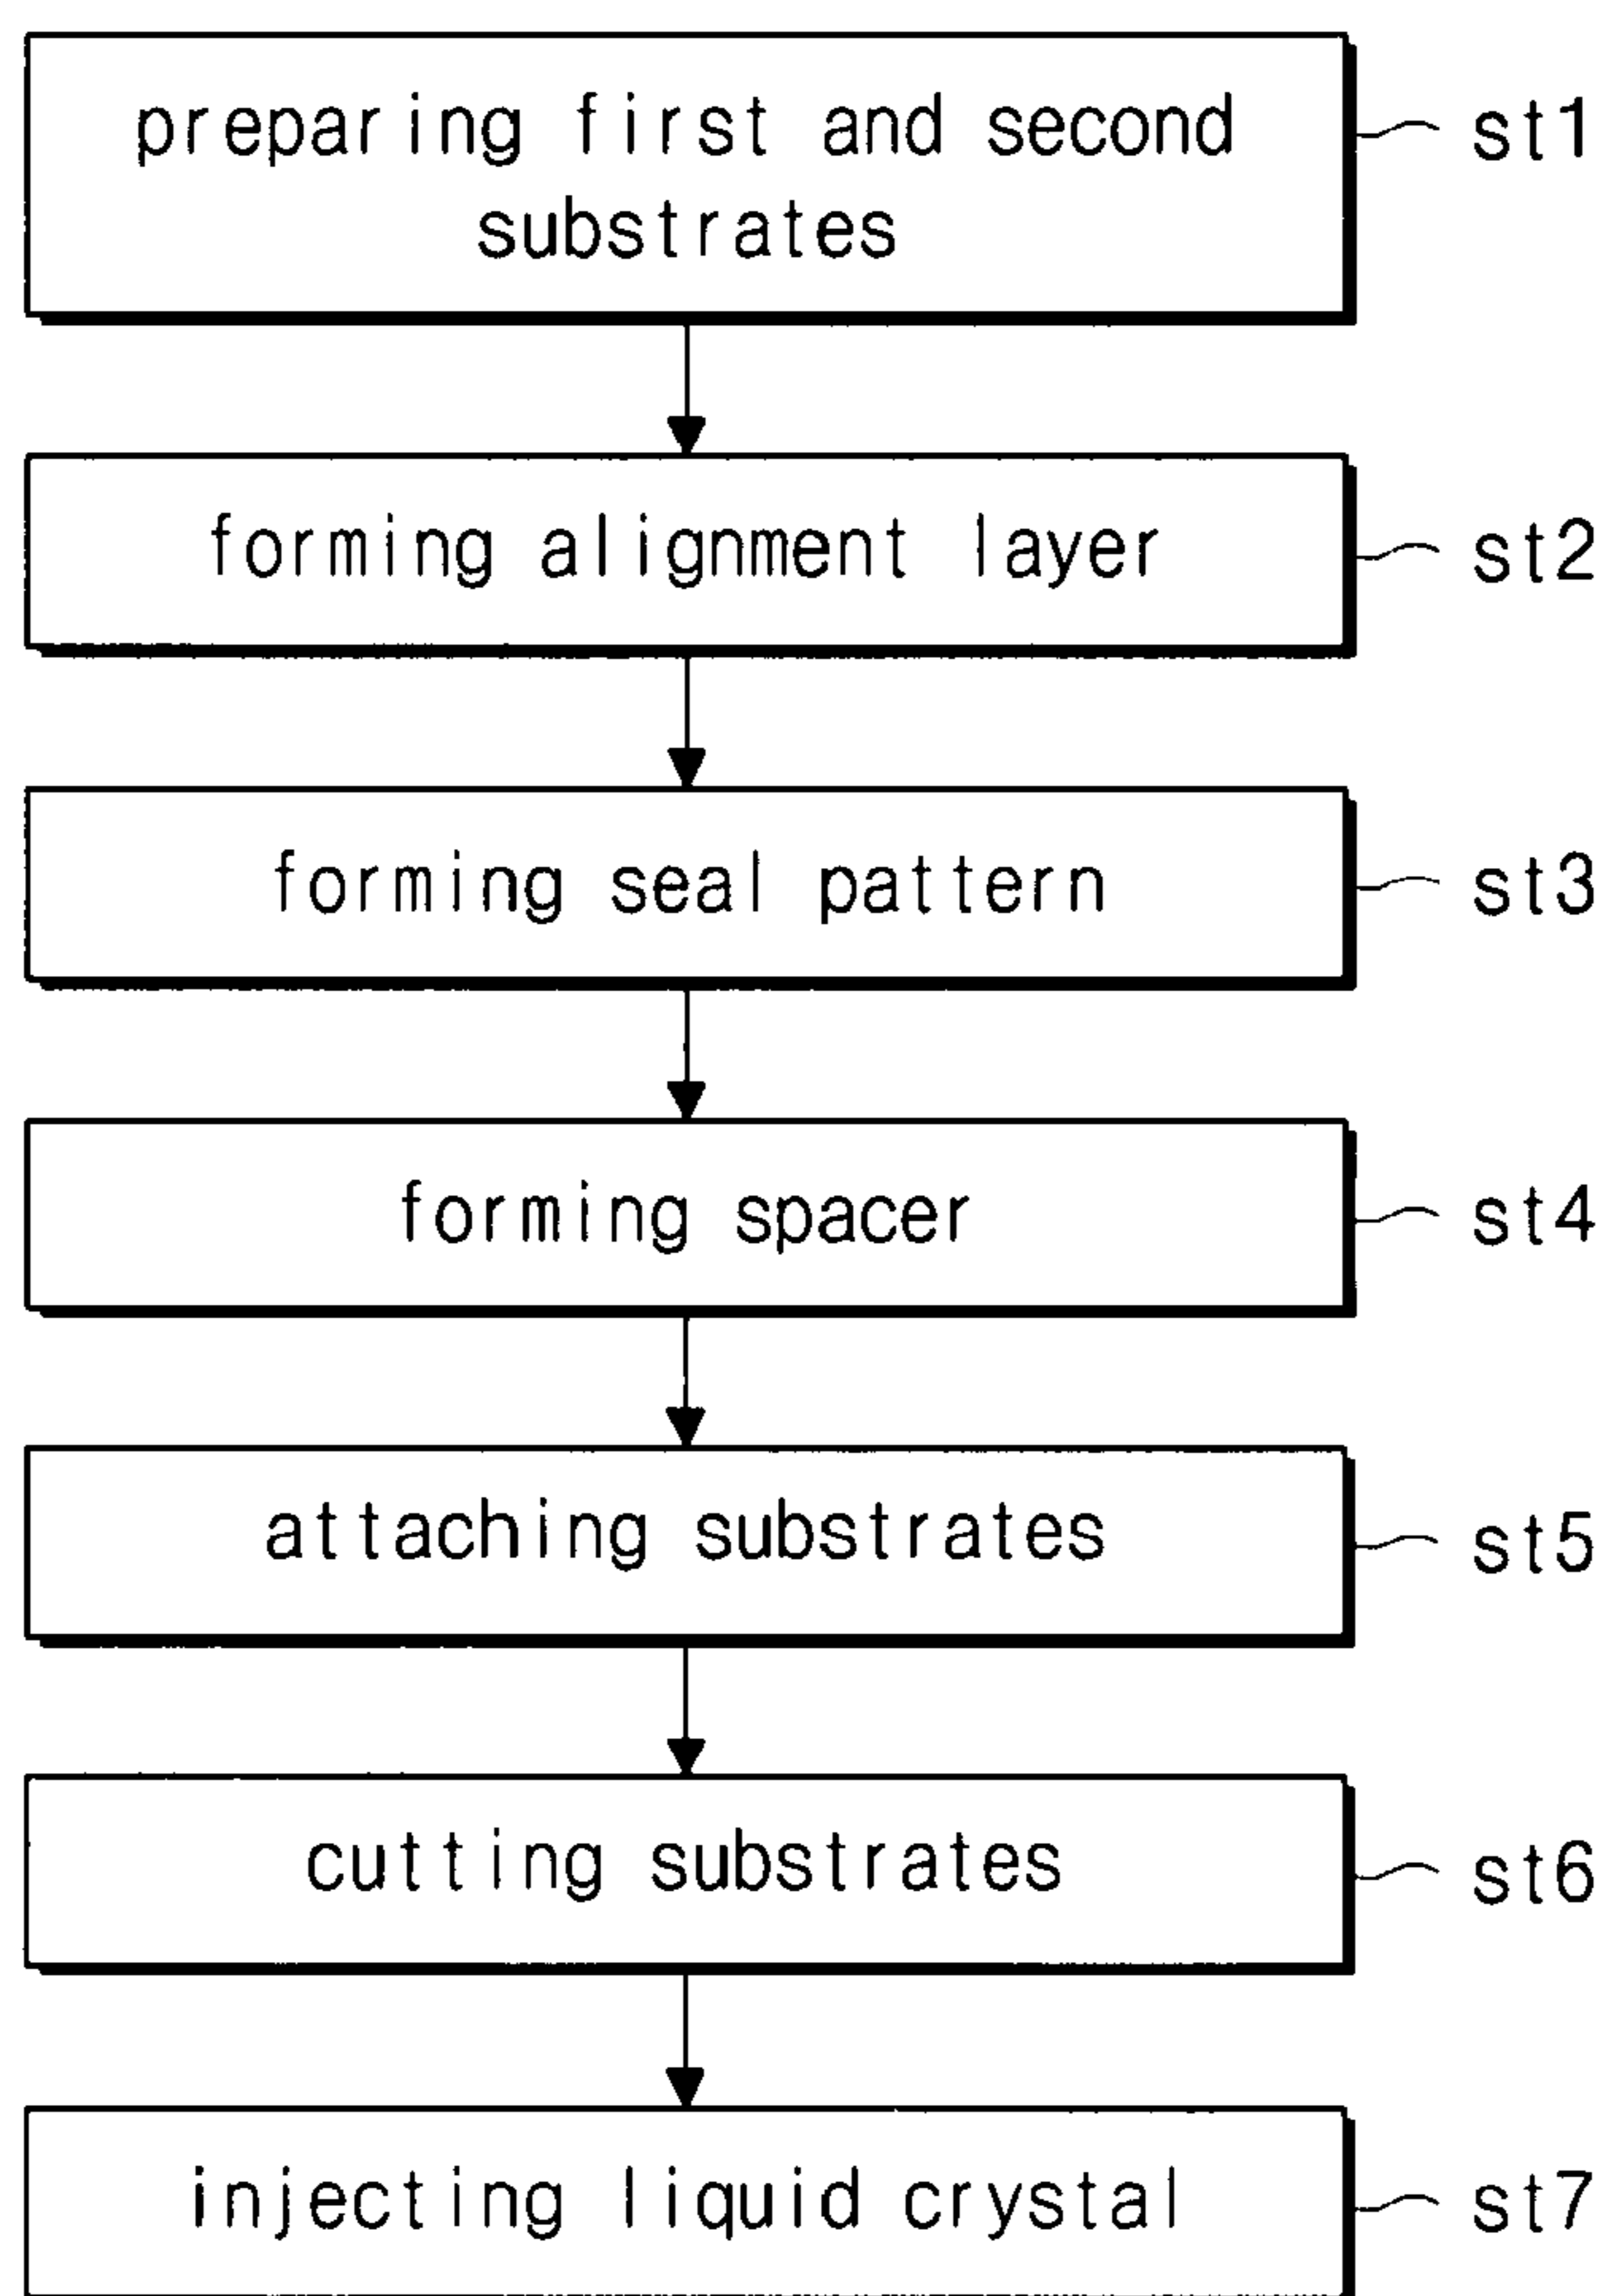 preparing first and second
substrates
st1
forming alignment layer
st2
forming seal pattern
st3
forming spacer
st4
attaching substrates
st5
cutting substrates
st6
injecting liquid crystal
st7